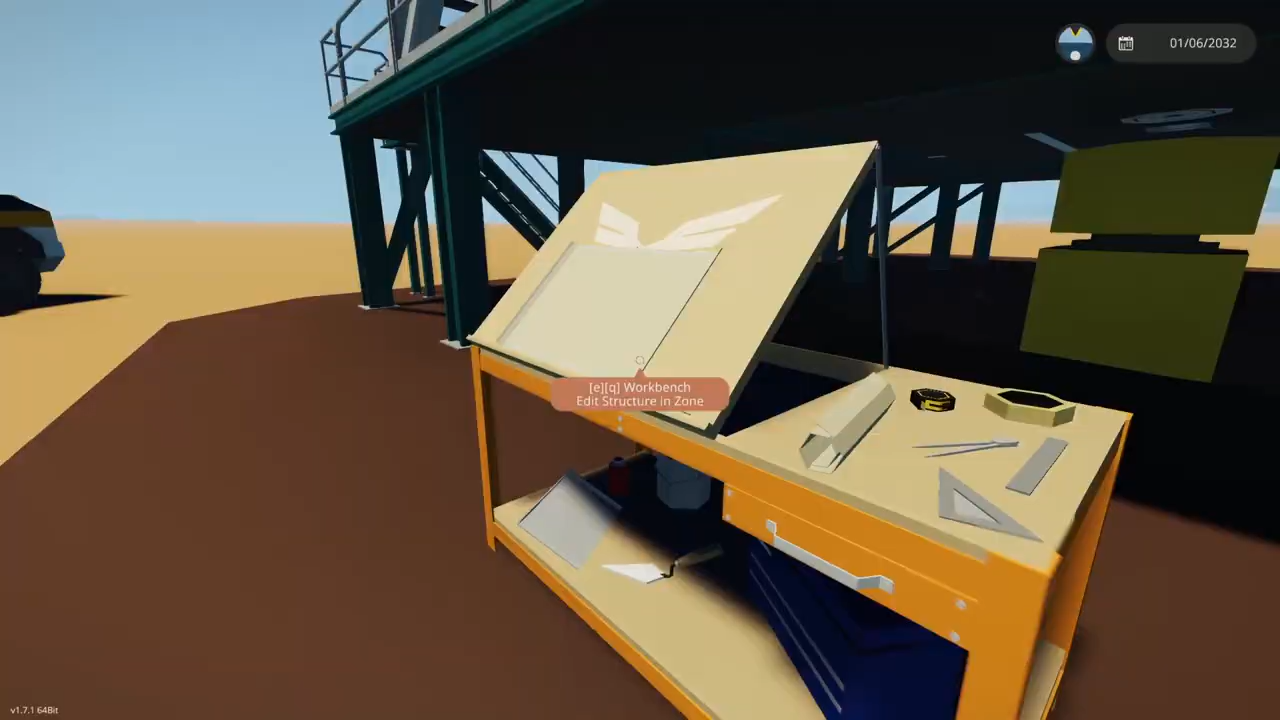 01/06/2032
[e][q] Workbench
Edit Structure in Zone
v1.7.1 64Bit